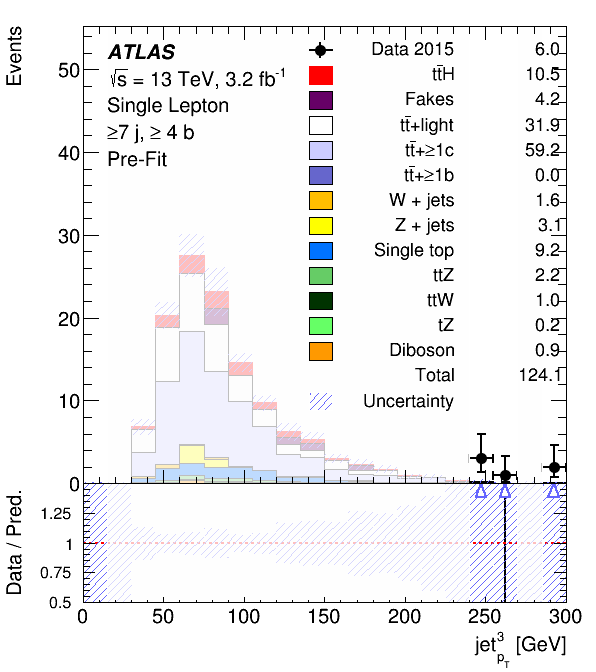 Events
ATLAS
√s = 13 TeV, 3.2 fb⁻¹
Single Lepton
≥7 j, ≥ 4 b
Pre-Fit
Data 2015 6.0
tt̄H 10.5
Fakes 4.2
tt̄+light 31.9
tt̄+≥1c 59.2
tt̄+≥1b 0.0
W + jets 1.6
Z + jets 3.1
Single top 9.2
ttZ 2.2
ttW 1.0
tZ 0.2
Diboson 0.9
Total 124.1
Uncertainty
50
40
30
20
10
0
Data / Pred.
1.25
1
0.75
0.5
0 50 100 150 200 250 300
jet³_{p_T} [GeV]